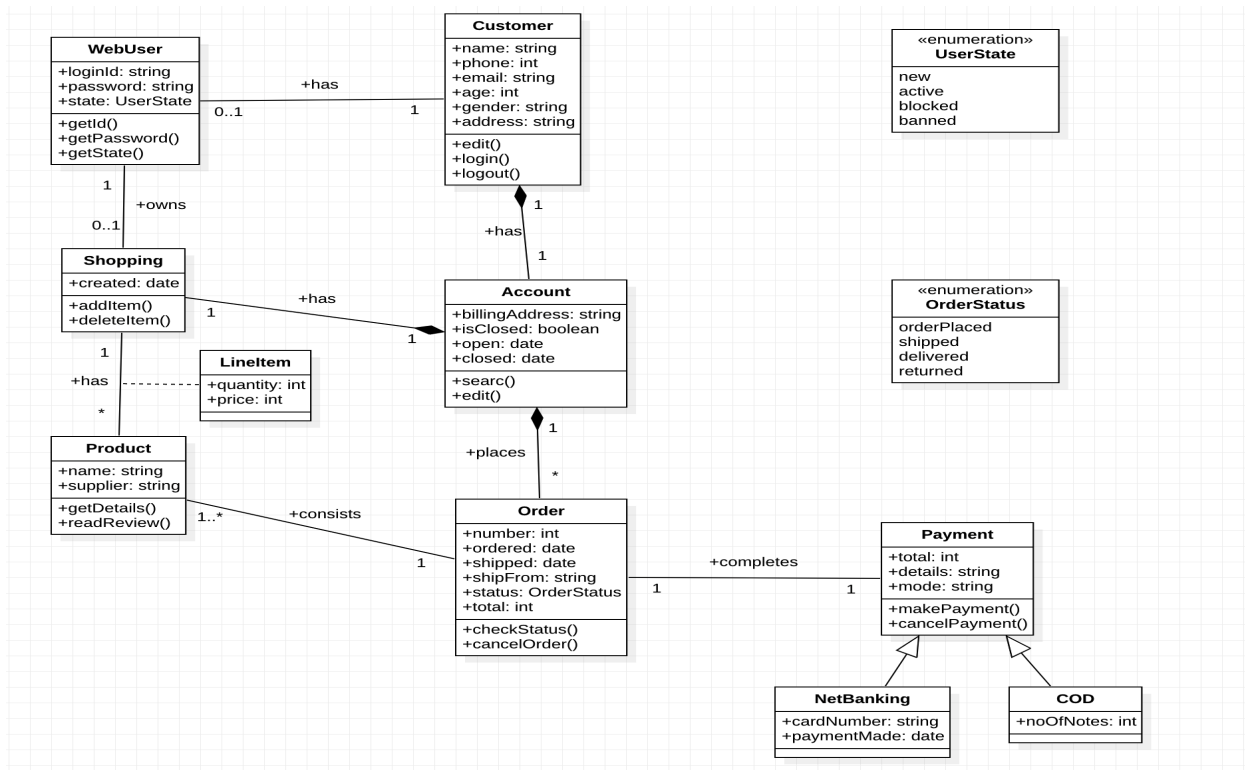 WebUser
+loginId: string
+password: string
+state: UserState
+getId()
+getPassword()
+getState()
+has
0..1
1
Customer
+name: string
+phone: int
+email: string
+age: int
+gender: string
+address: string
+edit()
+login()
+logout()
«enumeration»
UserState
new
active
blocked
banned
1
+owns
0..1
1
+has
1
Shopping
+created: date
+addItem()
+deleteItem()
+has
1
1
Account
+billingAddress: string
+isClosed: boolean
+open: date
+closed: date
+searc()
+edit()
«enumeration»
OrderStatus
orderPlaced
shipped
delivered
returned
1
+has
*
LineItem
+quantity: int
+price: int
1
+places
*
Product
+name: string
+supplier: string
+getDetails()
+readReview()
1..*
+consists
1
Order
+number: int
+ordered: date
+shipped: date
+shipFrom: string
+status: OrderStatus
+total: int
+checkStatus()
+cancelOrder()
+completes
1
1
Payment
+total: int
+details: string
+mode: string
+makePayment()
+cancelPayment()
NetBanking
+cardNumber: string
+paymentMade: date
COD
+noOfNotes: int